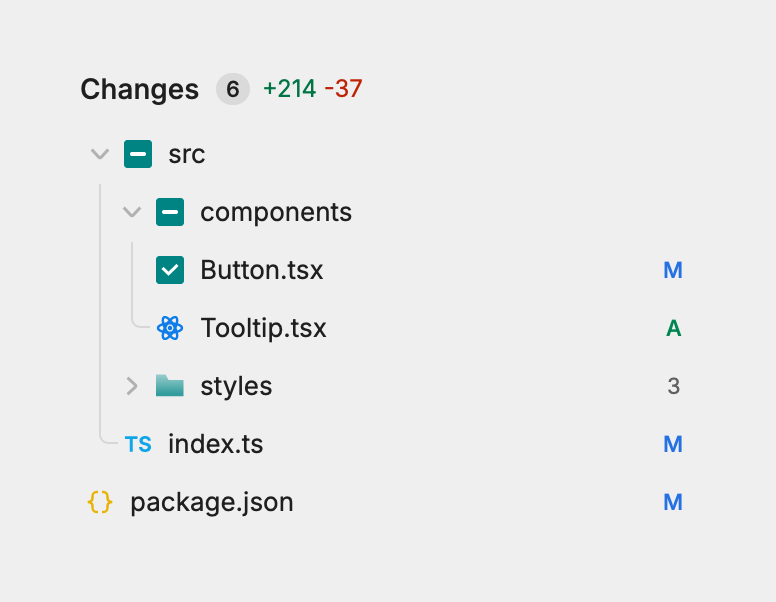 Changes 6 +214 -37
src
components
Button.tsx M
Tooltip.tsx A
styles 3
TS index.ts M
{} package.json M